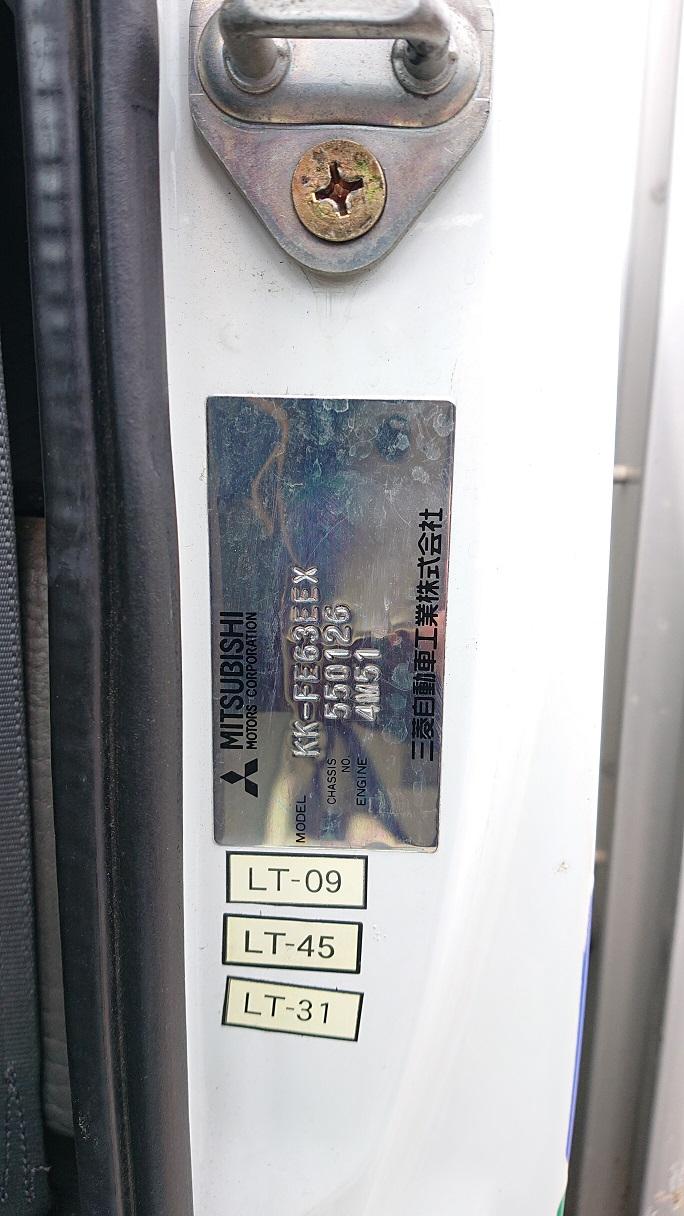 MITSUBISHI
MOTORS CORPORATION
MODEL KK-FE63EEX
CHASSIS NO. 550126
ENGINE 4M51
三菱自動車工業株式会社
LT-09
LT-45
LT-31